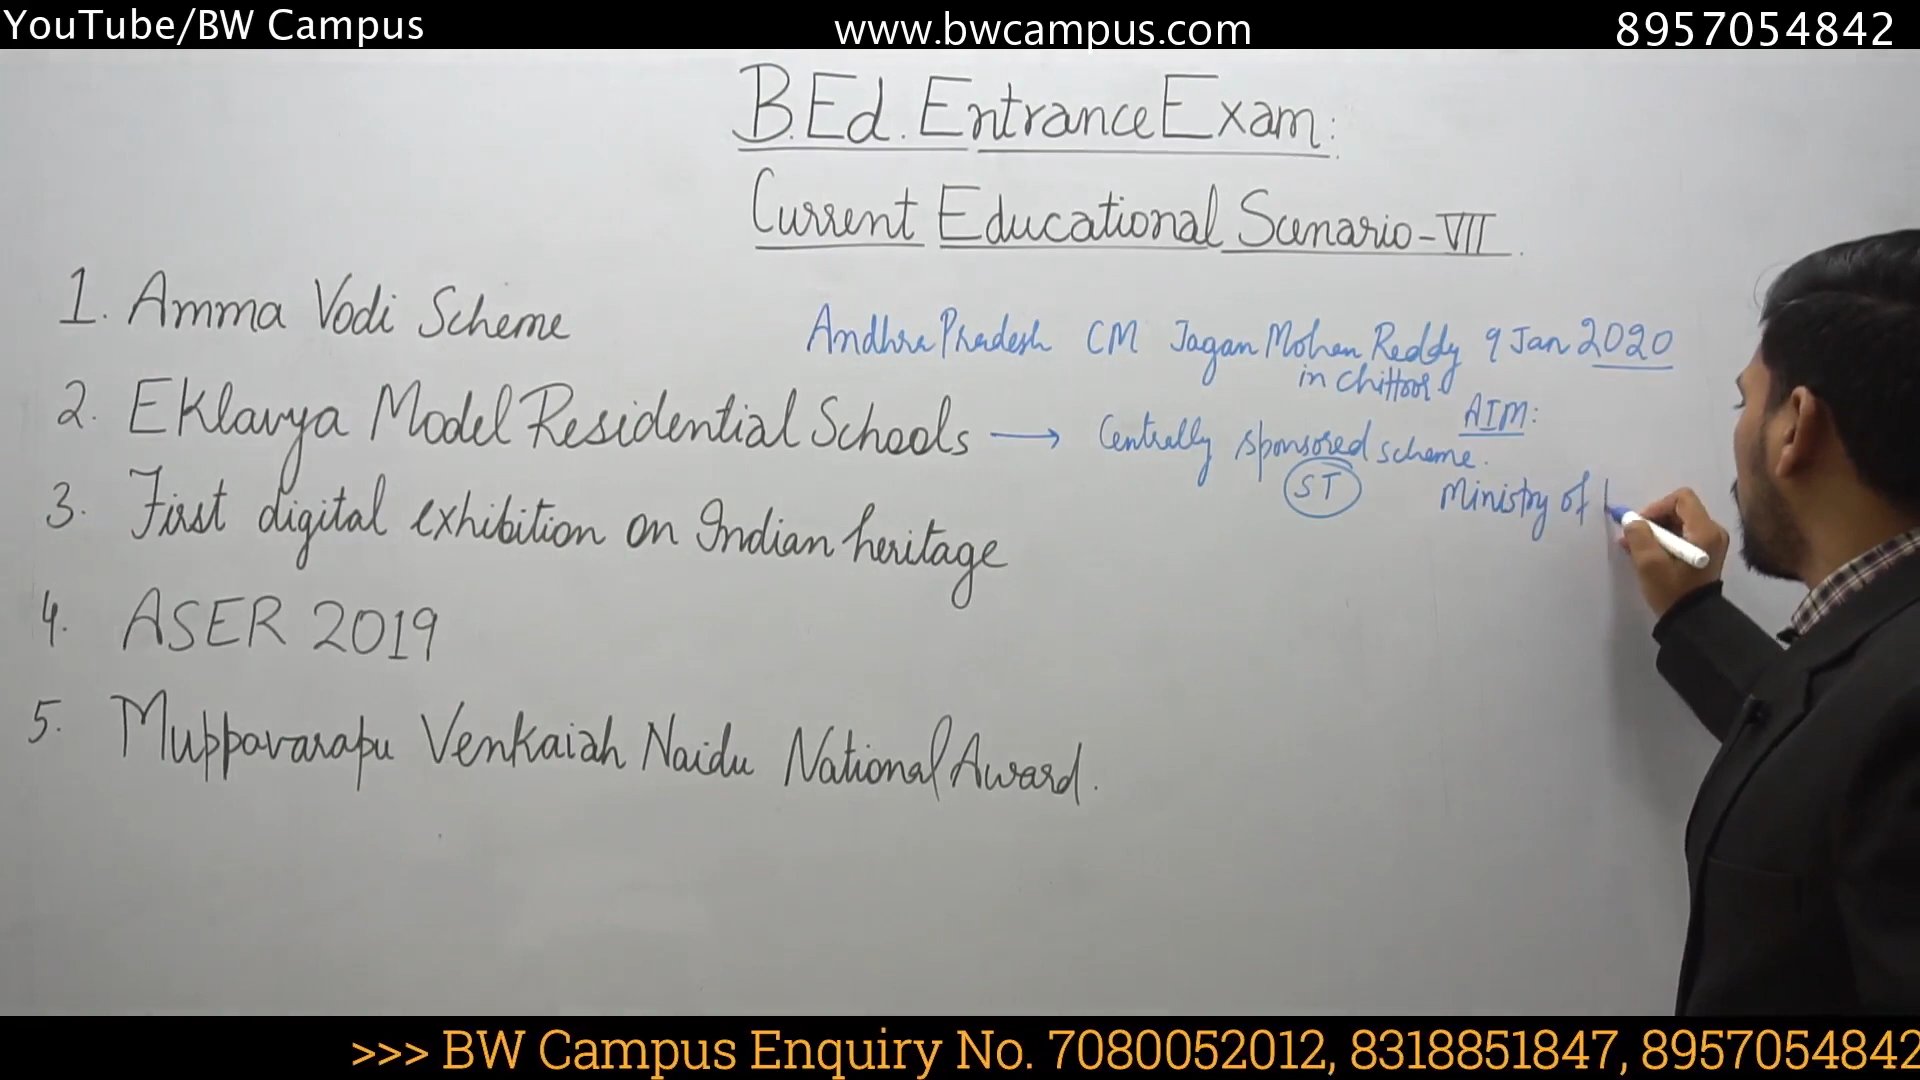 YouTube/BW Campus www.bwcampus.com 8957054842
B.Ed. Entrance Exam:
Current Educational Scenario-VII
1. Amma Vodi Scheme
Andhra Pradesh CM Jagan Mohan Reddy 9 Jan 2020
in Chittoor
AIM:
2. Eklavya Model Residential Schools → Centrally sponsored scheme.
ST
Ministry of
3. First digital exhibition on Indian heritage
4. ASER 2019
5. Muppavarapu Venkaiah Naidu National Award.
>>> BW Campus Enquiry No. 7080052012, 8318851847, 8957054842